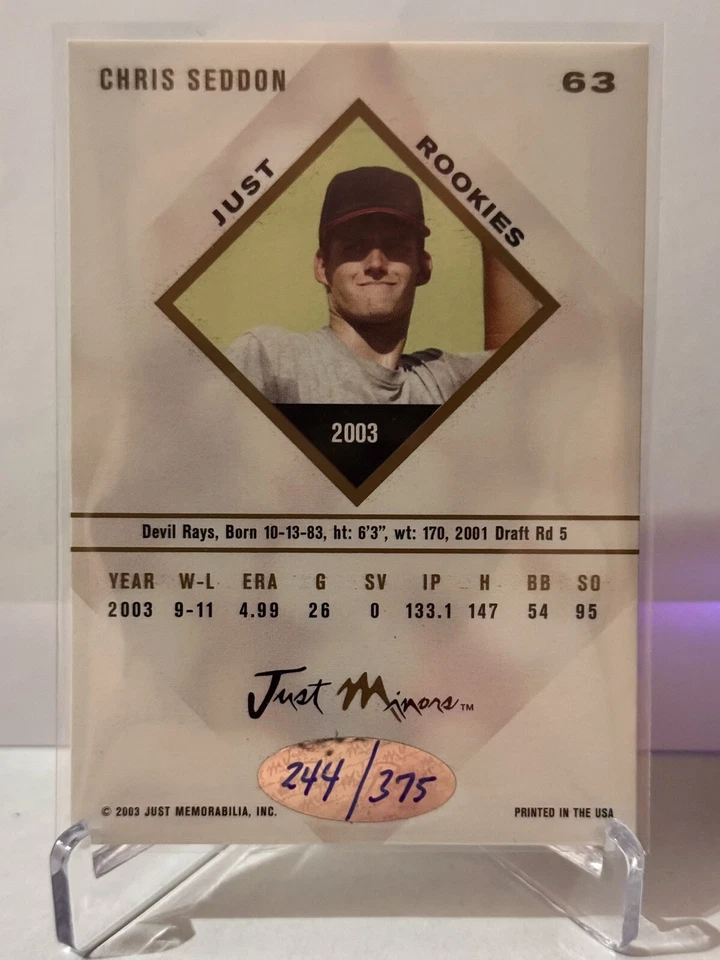 CHRIS SEDDON 63
JUST ROOKIES
2003
Devil Rays, Born 10-13-83, ht: 6'3", wt: 170, 2001 Draft Rd 5
YEAR W-L ERA G SV IP H BB SO
2003 9-11 4.99 26 0 133.1 147 54 95
Just Minors™
244/375
© 2003 JUST MEMORABILIA, INC. PRINTED IN THE USA